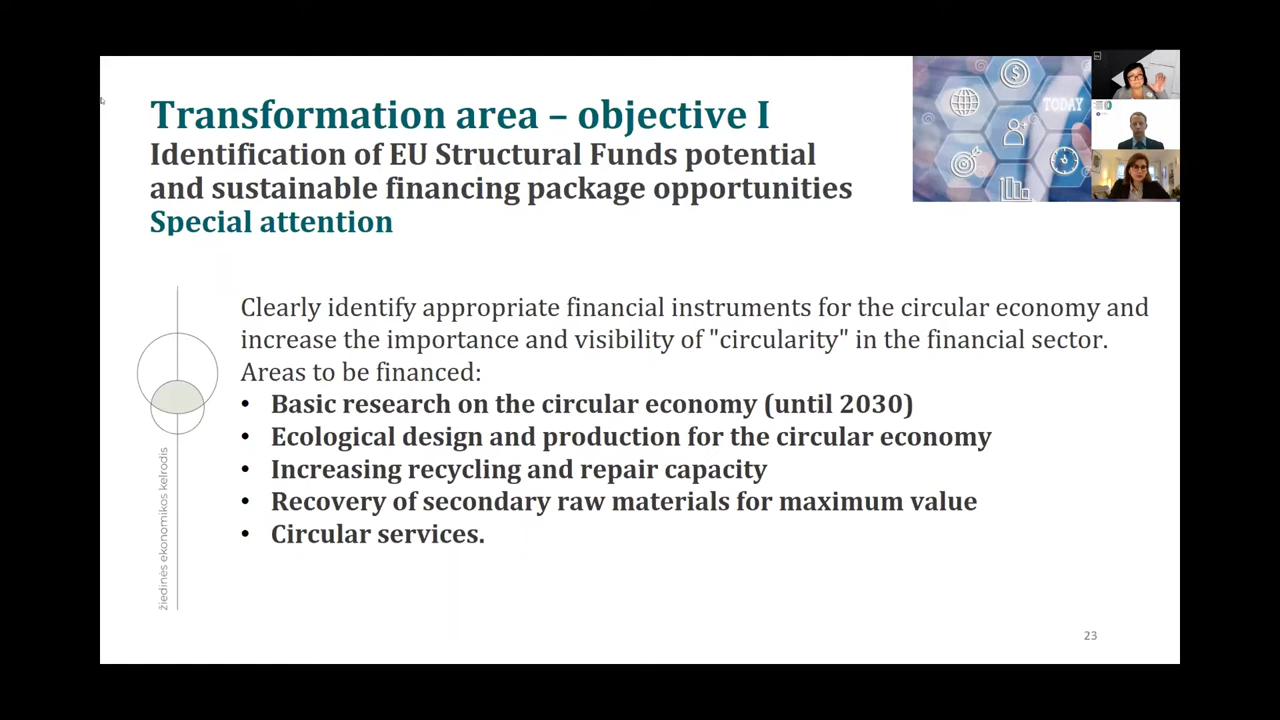 Transformation area – objective I
Identification of EU Structural Funds potential
and sustainable financing package opportunities
Special attention
TODAY
Clearly identify appropriate financial instruments for the circular economy and
increase the importance and visibility of "circularity" in the financial sector.
Areas to be financed:
• Basic research on the circular economy (until 2030)
• Ecological design and production for the circular economy
• Increasing recycling and repair capacity
• Recovery of secondary raw materials for maximum value
• Circular services.
žiedinės ekonomikos kelrodis
23